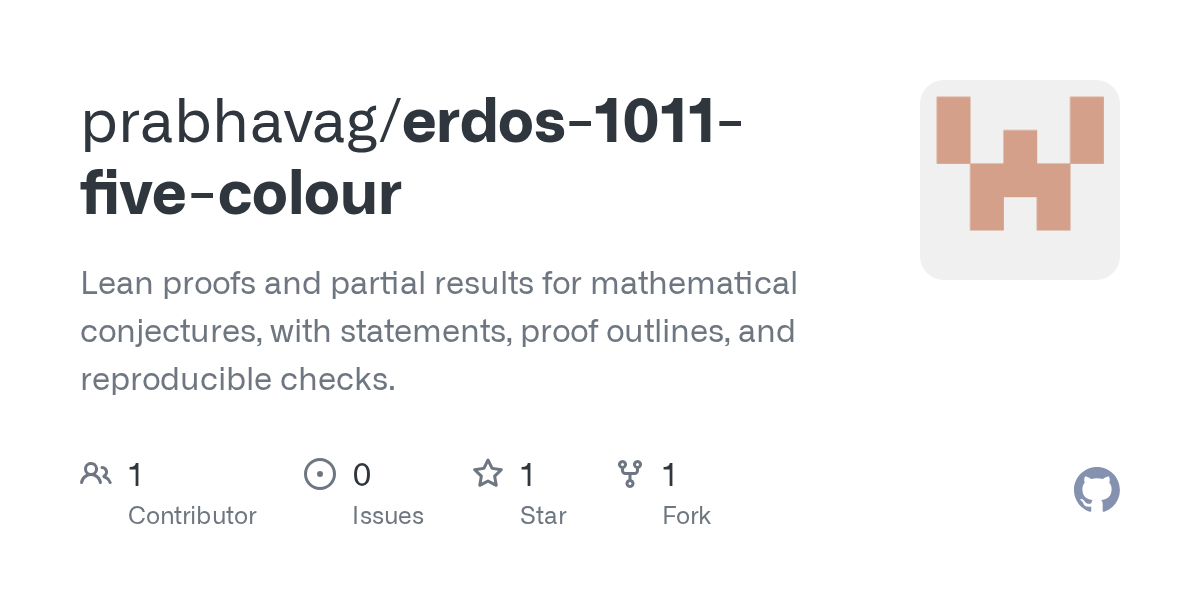 prabhavag/erdos-1011-
five-colour
Lean proofs and partial results for mathematical
conjectures, with statements, proof outlines, and
reproducible checks.
1 0 1 1
Contributor Issues Star Fork